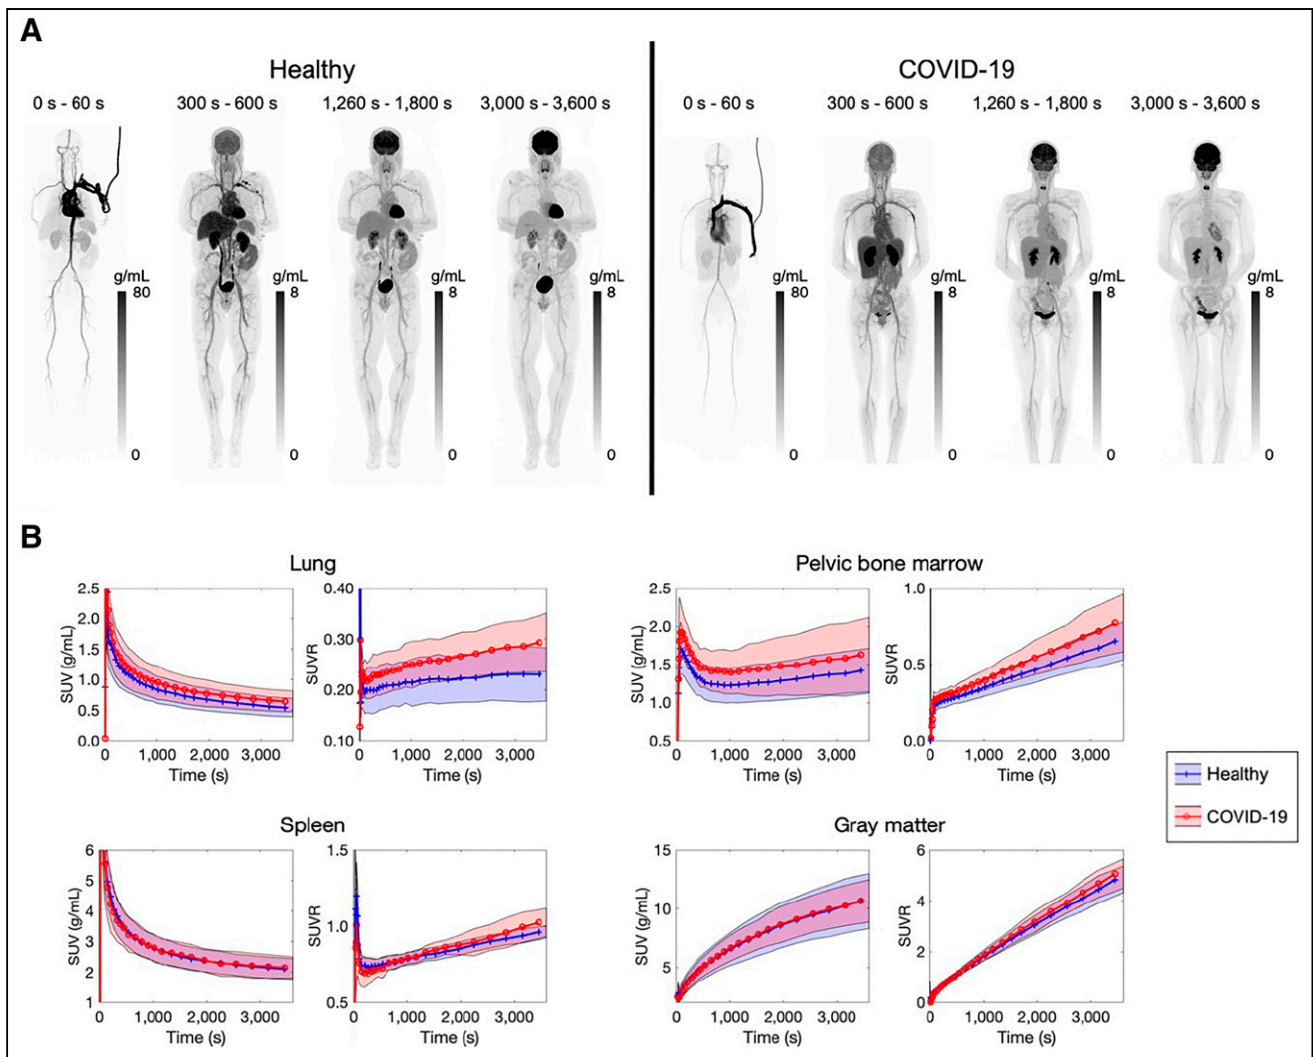 A
Healthy
COVID-19
0 s - 60 s
300 s - 600 s
1,260 s - 1,800 s
3,000 s - 3,600 s
0 s - 60 s
300 s - 600 s
1,260 s - 1,800 s
3,000 s - 3,600 s
g/mL
80
0
g/mL
8
0
g/mL
8
0
g/mL
8
0
g/mL
80
0
g/mL
8
0
g/mL
8
0
g/mL
8
0
B
Lung
SUV (g/mL)
2.5
2.0
1.5
1.0
0.5
0.0
0 1,000 2,000 3,000
Time (s)
SUVR
0.40
0.30
0.20
0.10
0 1,000 2,000 3,000
Time (s)
Pelvic bone marrow
SUV (g/mL)
2.5
2.0
1.5
1.0
0.5
0 1,000 2,000 3,000
Time (s)
SUVR
1.0
0.5
0.0
0 1,000 2,000 3,000
Time (s)
Healthy
COVID-19
Spleen
SUV (g/mL)
6
5
4
3
2
1
0 1,000 2,000 3,000
Time (s)
SUVR
1.5
1.0
0.5
0 1,000 2,000 3,000
Time (s)
Gray matter
SUV (g/mL)
15
10
5
0 1,000 2,000 3,000
Time (s)
SUVR
6
4
2
0
0 1,000 2,000 3,000
Time (s)